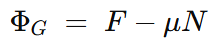 Φ_G = F − μN